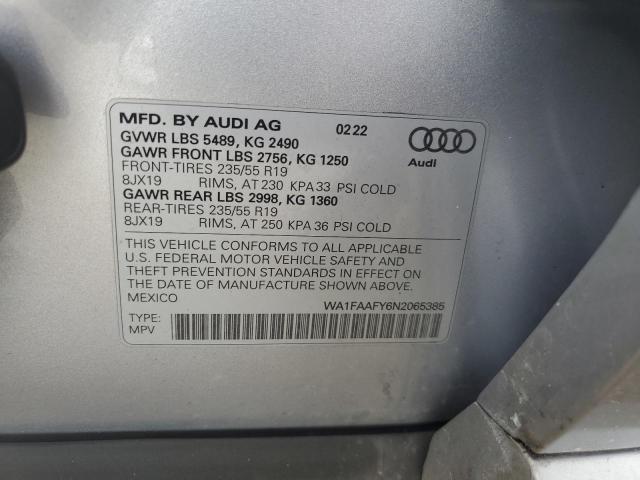 MFD. BY AUDI AG 0222
GVWR LBS 5489, KG 2490
GAWR FRONT LBS 2756, KG 1250
Audi
FRONT-TIRES 235/55 R19
8JX19 RIMS, AT 230 KPA 33 PSI COLD
GAWR REAR LBS 2998, KG 1360
REAR-TIRES 235/55 R19
8JX19 RIMS, AT 250 KPA 36 PSI COLD
THIS VEHICLE CONFORMS TO ALL APPLICABLE
U.S. FEDERAL MOTOR VEHICLE SAFETY AND
THEFT PREVENTION STANDARDS IN EFFECT ON
THE DATE OF MANUFACTURE SHOWN ABOVE.
MEXICO
WA1FAAFY6N2065385
TYPE:
MPV